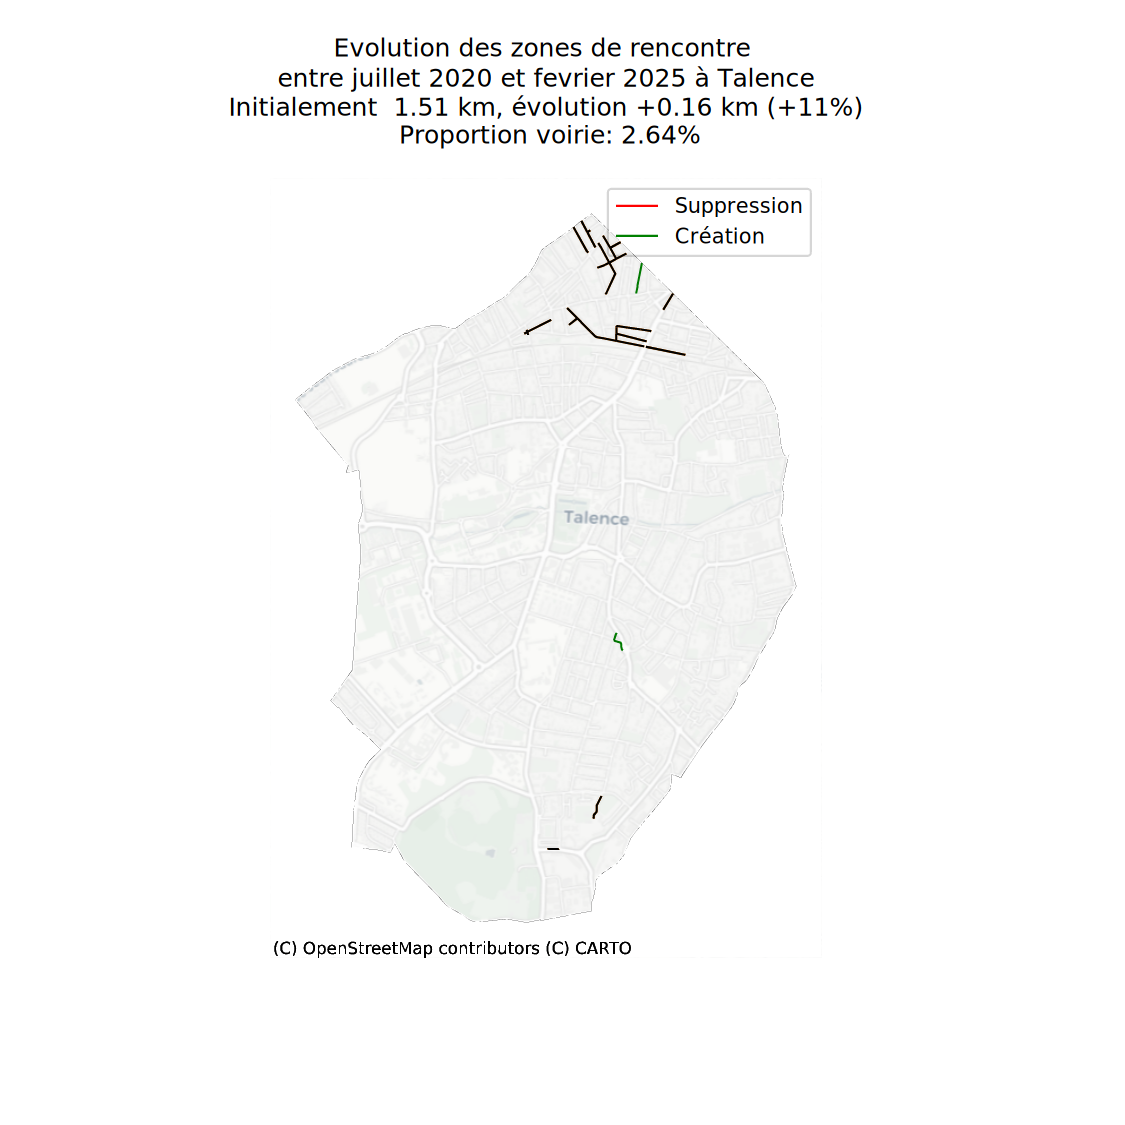 Evolution des zones de rencontre
entre juillet 2020 et fevrier 2025 à Talence
Initialement  1.51 km, évolution +0.16 km (+11%)
Proportion voirie: 2.64%
Suppression
Création
Talence
(C) OpenStreetMap contributors (C) CARTO